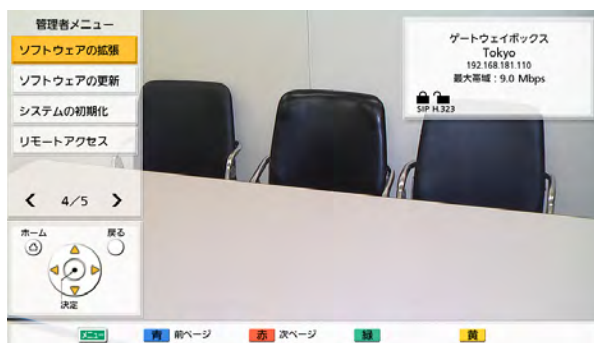 管理者メニュー
ソフトウェアの拡張
ソフトウェアの更新
システムの初期化
リモートアクセス
4/5
ホーム
戻る
決定
ゲートウェイボックス
Tokyo
192.168.181.110
最大帯域：9.0 Mbps
SIP H.323
メニュー 青 前ページ 赤 次ページ 緑 黄